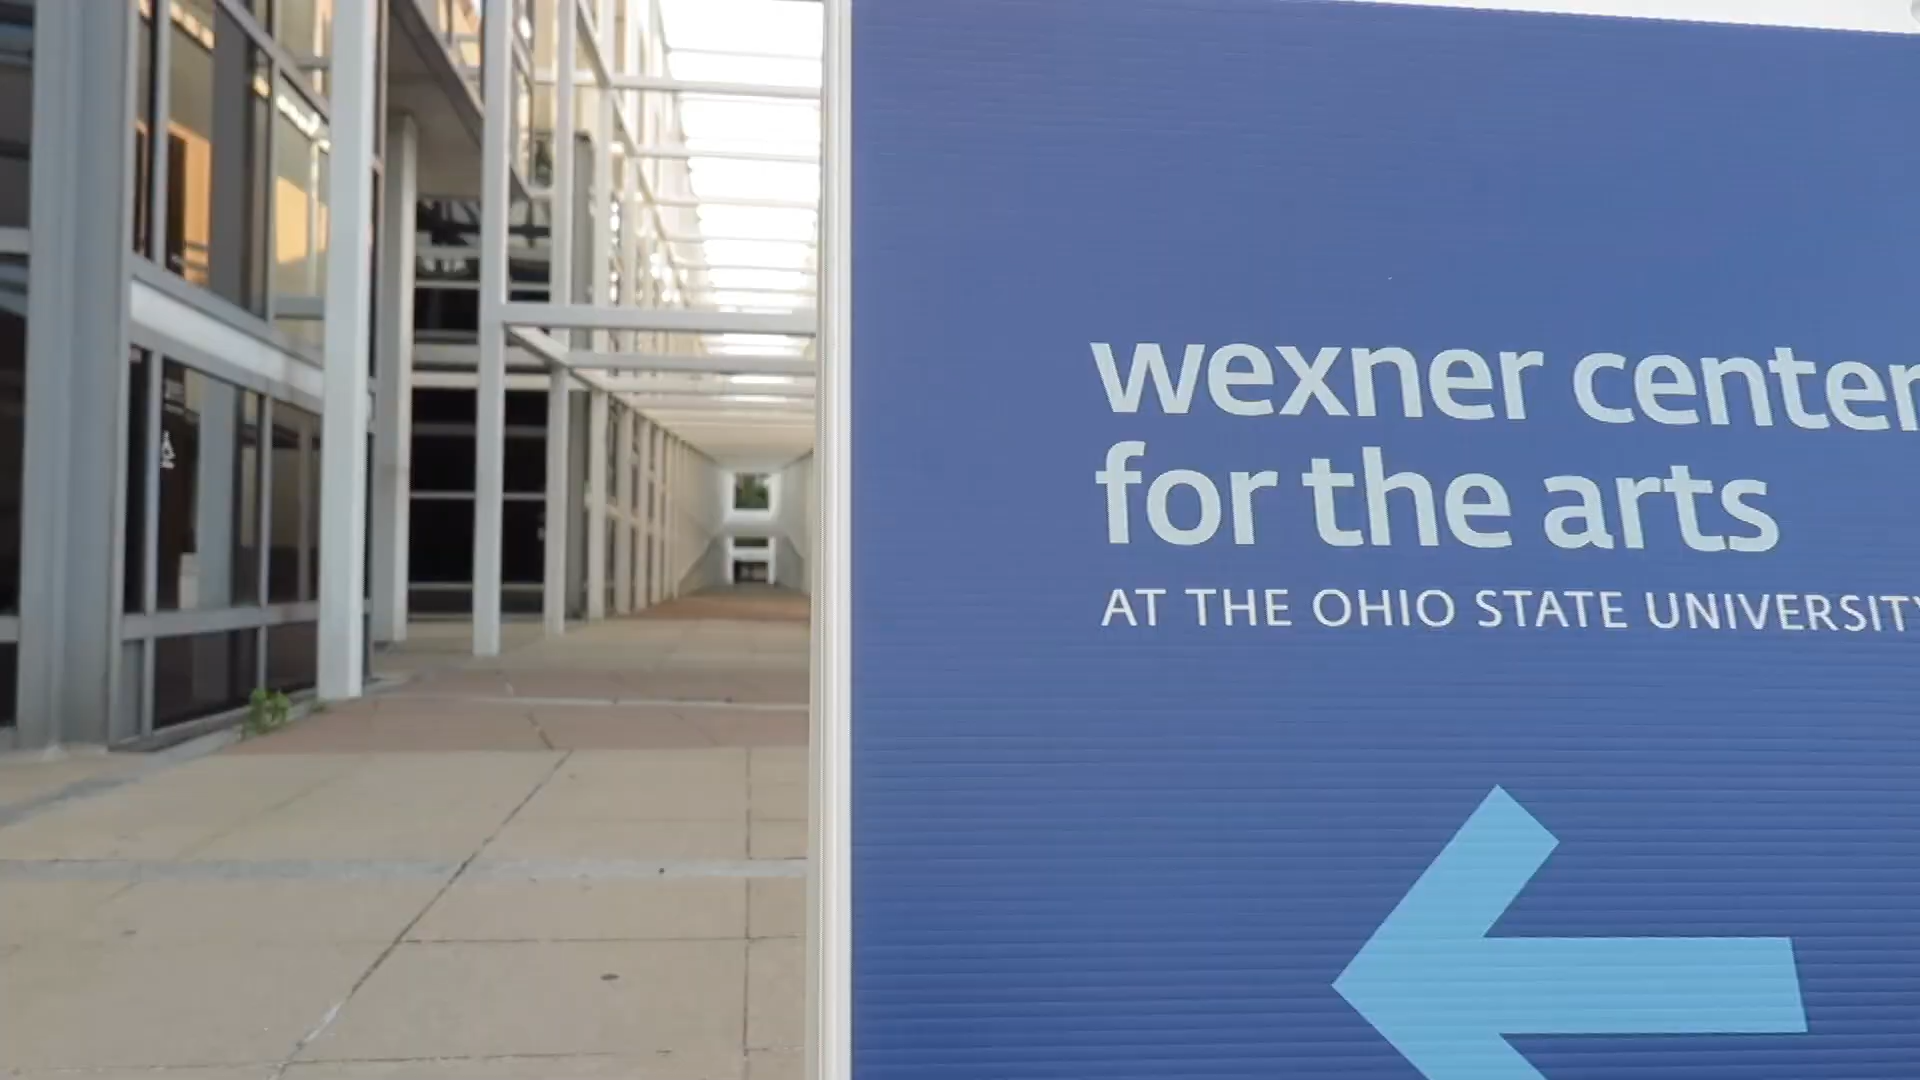 wexner center
for the arts
AT THE OHIO STATE UNIVERSITY